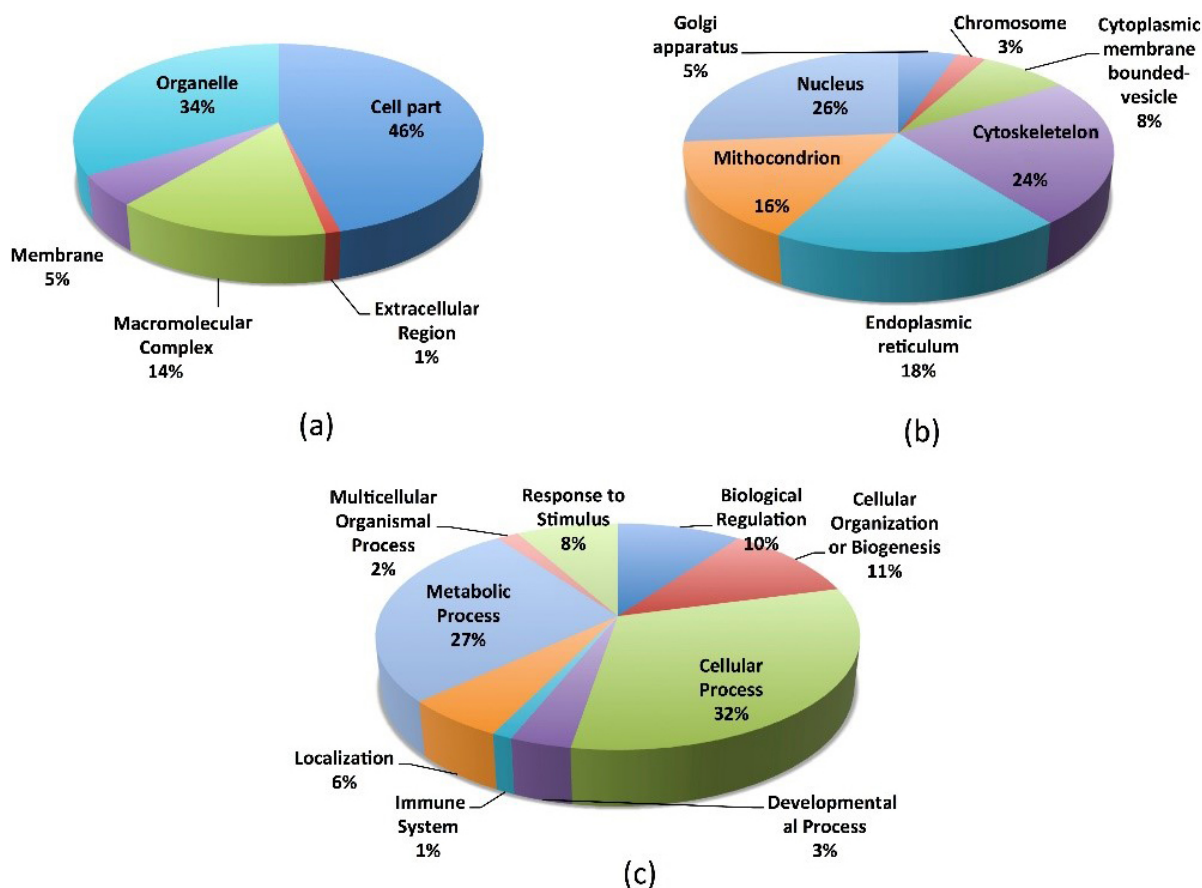 Organelle
34%
Cell part
46%
Membrane
5%
Macromolecular
Complex
14%
Extracellular
Region
1%
(a)
Golgi
apparatus
5%
Chromosome
3%
Cytoplasmic
membrane
bounded-
vesicle
8%
Nucleus
26%
Cytoskeletelon
24%
Mithocondrion
16%
Endoplasmic
reticulum
18%
(b)
Multicellular
Organismal
Process
2%
Response to
Stimulus
8%
Biological
Regulation
10%
Cellular
Organization
or Biogenesis
11%
Metabolic
Process
27%
Cellular
Process
32%
Localization
6%
Immune
System
1%
Developmental
al Process
3%
(c)